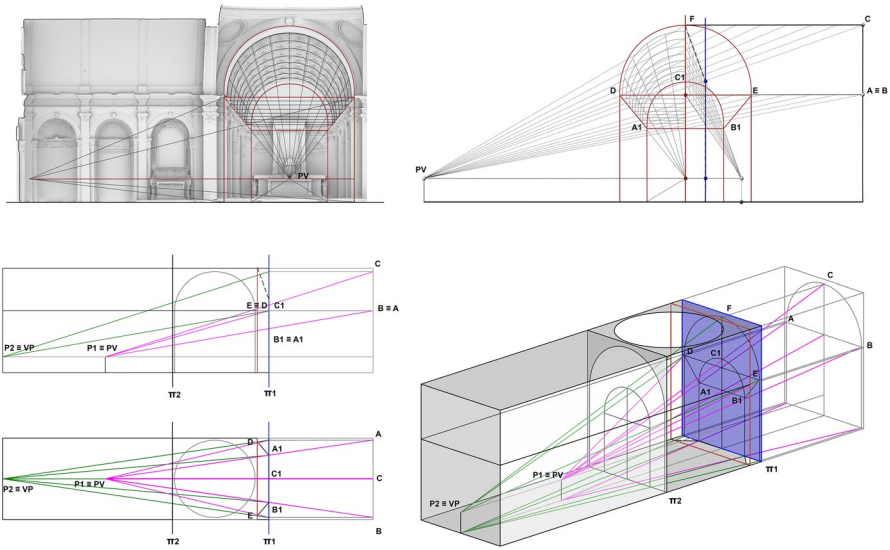 PV
F
C
C1
D
E
A ≡ B
A1
B1
PV
C
E ≡ D
C1
B ≡ A
B1 ≡ A1
P2 ≡ VP
P1 ≡ PV
π2
π1
A
D
A1
C1
C
P2 ≡ VP
P1 ≡ PV
B1
E
B
π2
π1
C
F
A
D
C1
B
E
A1
B1
P1 ≡ PV
P2 ≡ VP
π1
π2